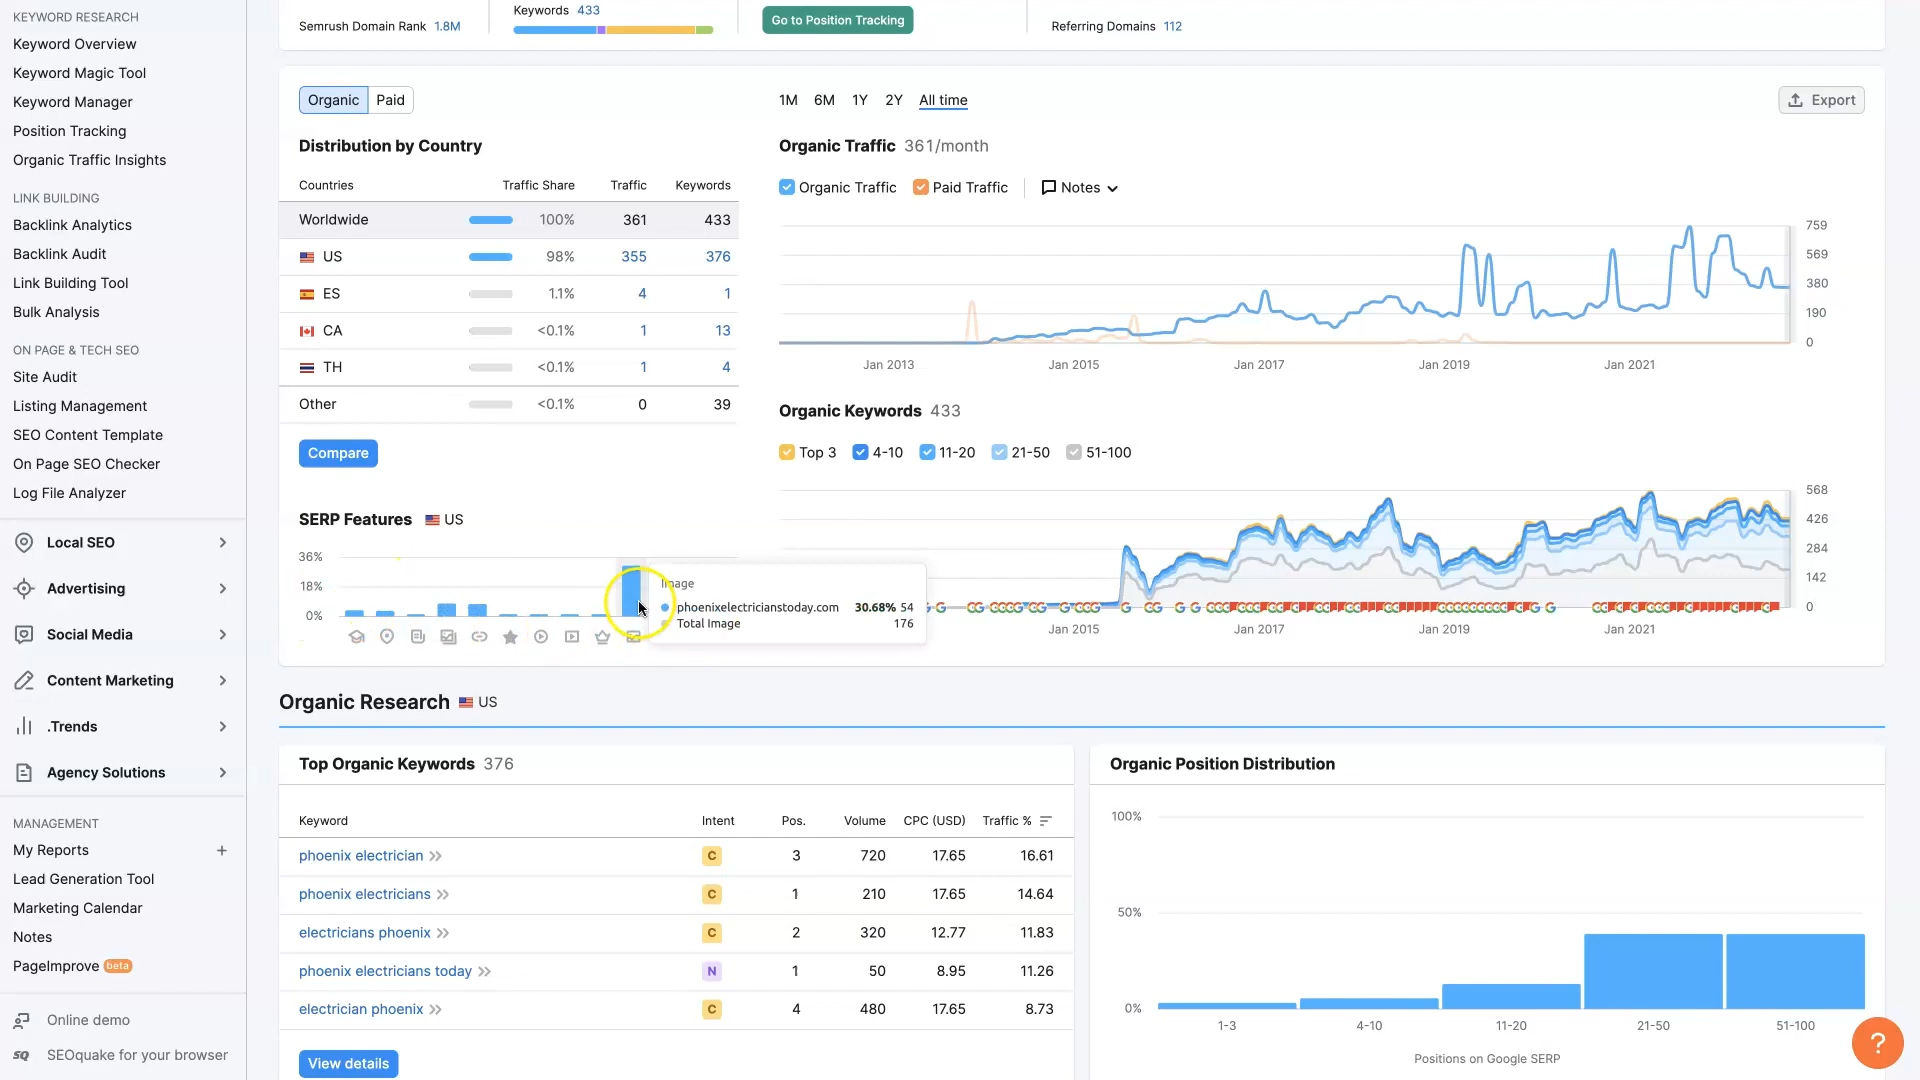 KEYWORD RESEARCH
Keyword Overview
Keyword Magic Tool
Keyword Manager
Position Tracking
Organic Traffic Insights
LINK BUILDING
Backlink Analytics
Backlink Audit
Link Building Tool
Bulk Analysis
ON PAGE & TECH SEO
Site Audit
Listing Management
SEO Content Template
On Page SEO Checker
Log File Analyzer
Local SEO
Advertising
Social Media
Content Marketing
.Trends
Agency Solutions
MANAGEMENT
My Reports +
Lead Generation Tool
Marketing Calendar
Notes
PageImprove beta
Online demo
SEOquake for your browser
Semrush Domain Rank 1.8M
Keywords 433
Go to Position Tracking
Referring Domains 112
Organic Paid
Distribution by Country
Countries Traffic Share Traffic Keywords
Worldwide 100% 361 433
US 98% 355 376
ES 1.1% 4 1
CA <0.1% 1 13
TH <0.1% 1 4
Other <0.1% 0 39
Compare
SERP Features US
36%
18%
0%
Image
phoenixelectricianstoday.com 30.68% 54
Total Image 176
1M 6M 1Y 2Y All time
Export
Organic Traffic 361/month
Organic Traffic Paid Traffic Notes
759
569
380
190
0
Jan 2013 Jan 2015 Jan 2017 Jan 2019 Jan 2021
Organic Keywords 433
Top 3 4-10 11-20 21-50 51-100
568
426
284
142
0
Jan 2015 Jan 2017 Jan 2019 Jan 2021
Organic Research US
Top Organic Keywords 376
Keyword Intent Pos. Volume CPC (USD) Traffic %
phoenix electrician C 3 720 17.65 16.61
phoenix electricians C 1 210 17.65 14.64
electricians phoenix C 2 320 12.77 11.83
phoenix electricians today N 1 50 8.95 11.26
electrician phoenix C 4 480 17.65 8.73
View details
Organic Position Distribution
100%
50%
0%
1-3 4-10 11-20 21-50 51-100
Positions on Google SERP
?